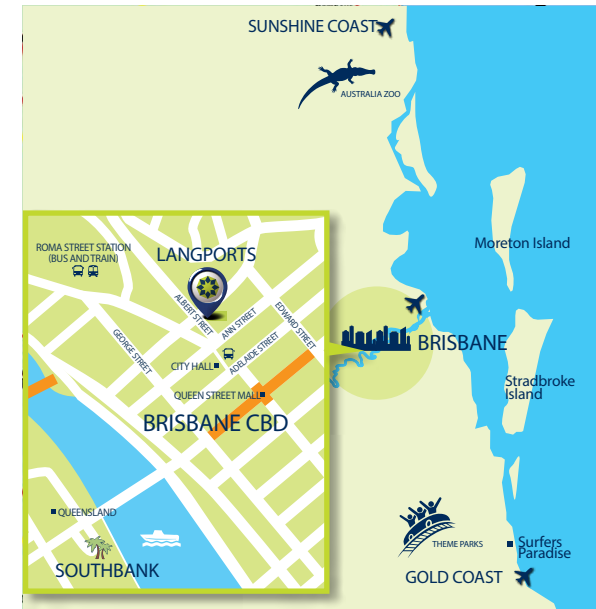 SUNSHINE COAST
AUSTRALIA ZOO
Moreton Island
ROMA STREET STATION
(BUS AND TRAIN)
LANGPORTS
ALBERT STREET
ANN STREET
EDWARD STREET
GEORGE STREET
ADELAIDE STREET
CITY HALL
QUEEN STREET MALL
BRISBANE CBD
BRISBANE
Stradbroke
Island
QUEENSLAND
SOUTHBANK
THEME PARKS
Surfers
Paradise
GOLD COAST